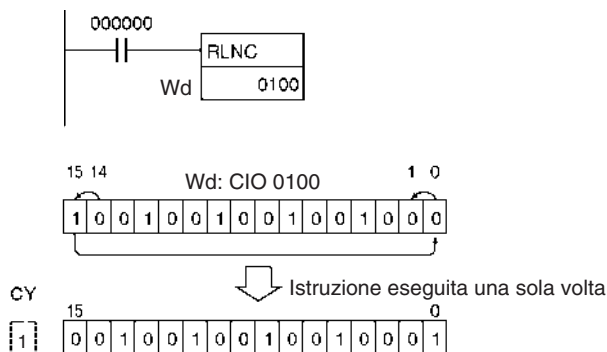 000000
RLNC
Wd 0100
15 14 1 0
Wd: CIO 0100
1 0 0 1 0 0 1 0 0 1 0 0 1 0 0 0
Istruzione eseguita una sola volta
CY 15 0
1 0 0 1 0 0 1 0 0 1 0 0 1 0 0 0 1